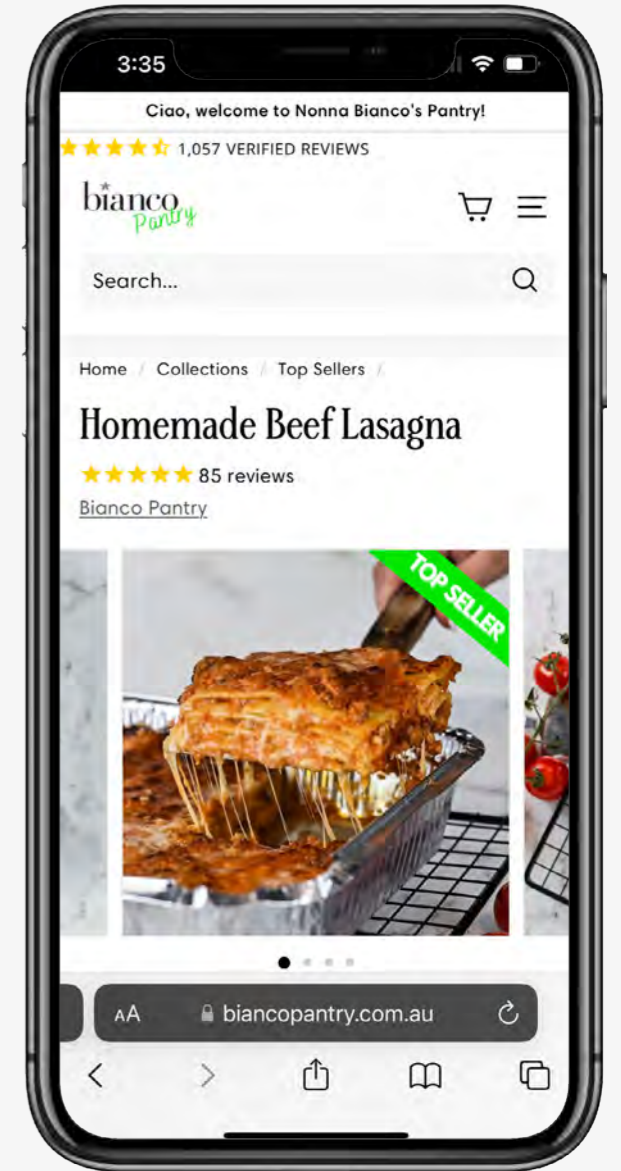 3:35
Ciao, welcome to Nonna Bianco's Pantry!
1,057 VERIFIED REVIEWS
bianco
Pantry
Search...
Home / Collections / Top Sellers /
Homemade Beef Lasagna
85 reviews
Bianco Pantry
TOP SELLER
AA biancopantry.com.au